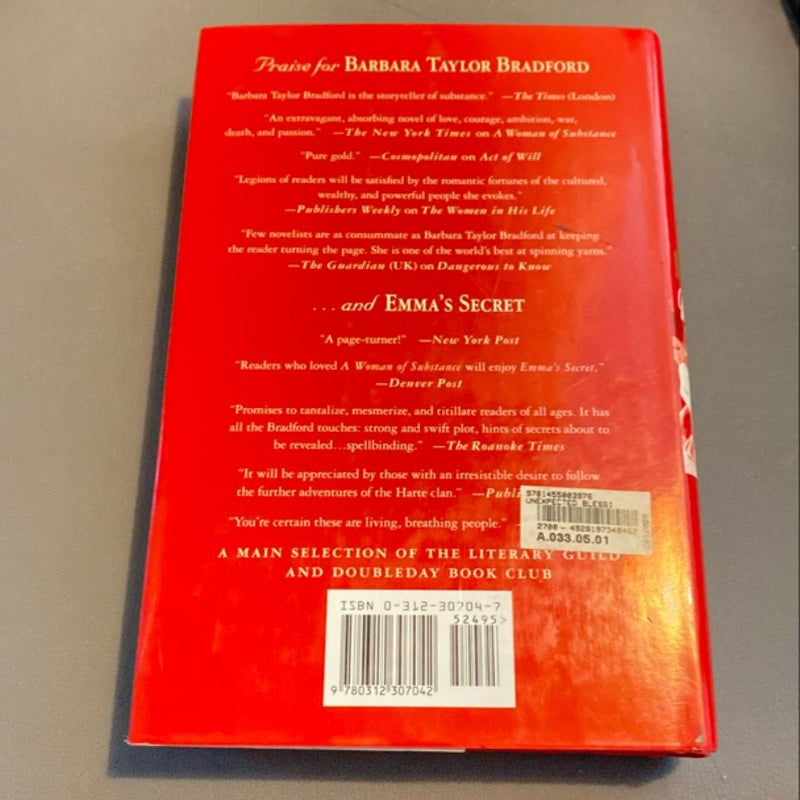 Praise for BARBARA TAYLOR BRADFORD
"Barbara Taylor Bradford is the storyteller of substance." —The Times (London)
"An extravagant, absorbing novel of love, courage, ambition, war,
death, and passion." —The New York Times on A Woman of Substance
"Pure gold." —Cosmopolitan on Act of Will
"Legions of readers will be satisfied by the romantic fortunes of the cultured,
wealthy, and powerful people she evokes."
—Publishers Weekly on The Women in His Life
"Few novelists are as consummate as Barbara Taylor Bradford at keeping
the reader turning the page. She is one of the world's best at spinning yarns."
—The Guardian (UK) on Dangerous to Know
...and EMMA'S SECRET
"A page-turner!" —New York Post
"Readers who loved A Woman of Substance will enjoy Emma's Secret."
—Denver Post
"Promises to tantalize, mesmerize, and titillate readers of all ages. It has
all the Bradford touches: strong and swift plot, hints of secrets about to
be revealed...spellbinding." —The Roanoke Times
"It will be appreciated by those with an irresistible desire to follow
the further adventures of the Harte clan." —Publ
"You're certain these are living, breathing people."
UNEXPECTED BLESSI
A.033.05.01
A MAIN SELECTION OF THE LITERARY GUILD
AND DOUBLEDAY BOOK CLUB
ISBN 0-312-30704-7
52495>
9 780312 307042